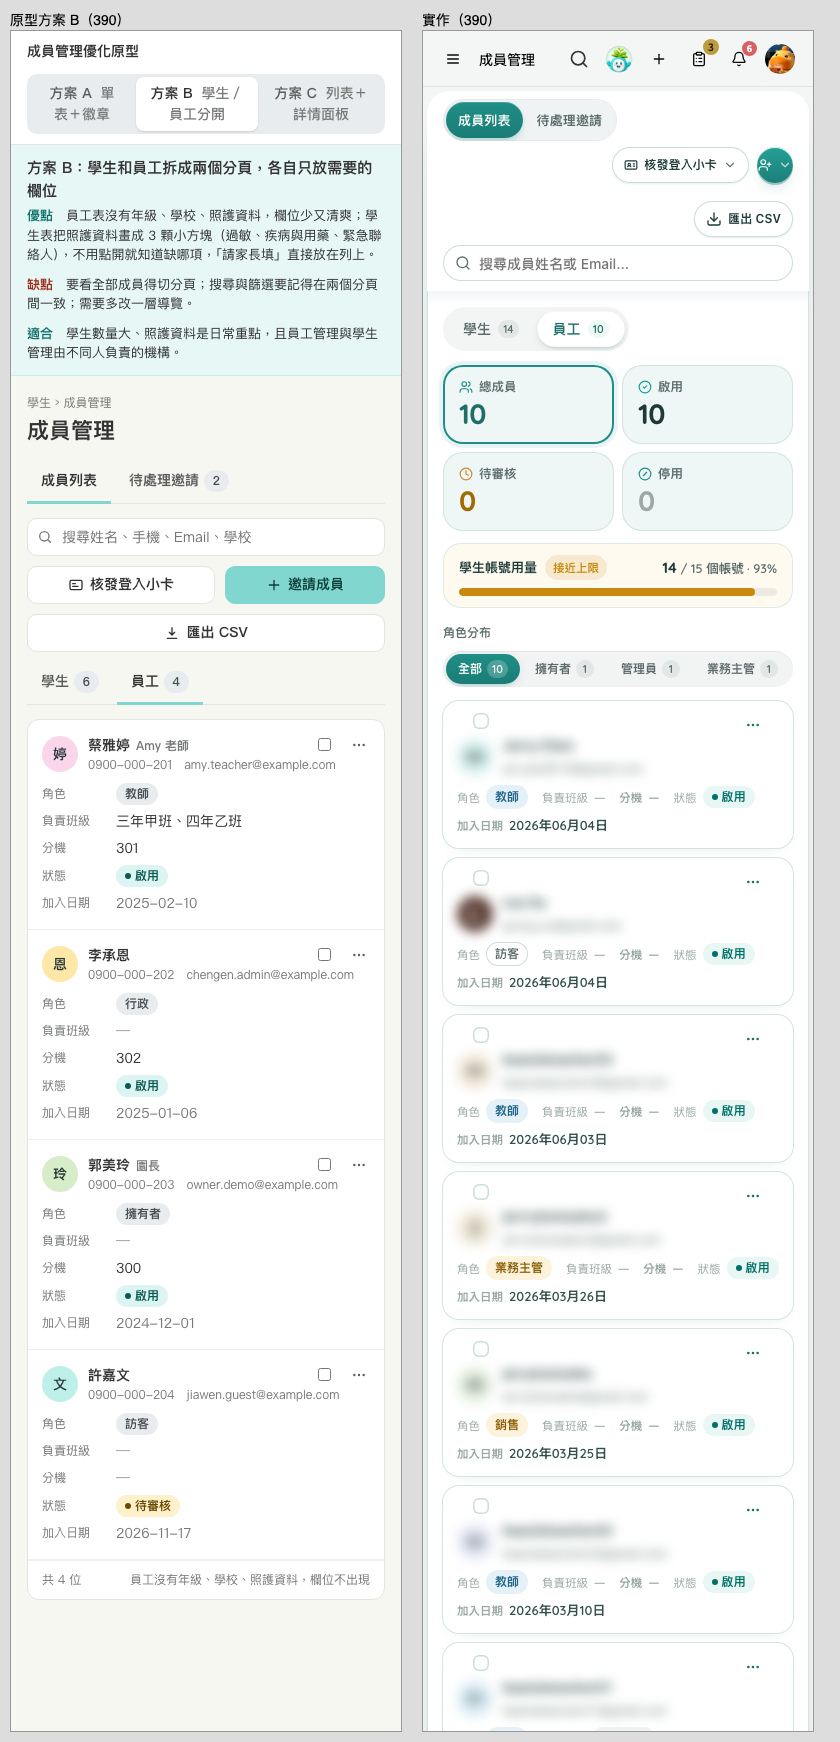 原型方案 B（390）
成員管理優化原型
方案 A 單表＋徽章
方案 B 學生 / 員工分開
方案 C 列表＋詳情面板
方案 B：學生和員工拆成兩個分頁，各自只放需要的
欄位
優點 員工表沒有年級、學校、照護資料，欄位少又清爽；學
生表把照護資料畫成 3 顆小方塊（過敏、疾病與用藥、緊急聯
絡人），不用點開就知道缺哪項，「請家長填」直接放在列上。
缺點 要看全部成員得切分頁；搜尋與篩選要記得在兩個分頁
間一致；需要多改一層導覽。
適合 學生數量大、照護資料是日常重點，且員工管理與學生
管理由不同人負責的機構。
學生 › 成員管理
成員管理
成員列表 待處理邀請 2
搜尋姓名、手機、Email、學校
核發登入小卡 ＋ 邀請成員
匯出 CSV
學生 6 員工 4
婷 蔡雅婷 Amy 老師 ···
0900-000-201 amy.teacher@example.com
角色 教師
負責班級 三年甲班、四年乙班
分機 301
狀態 啟用
加入日期 2025-02-10
恩 李承恩 ···
0900-000-202 chengen.admin@example.com
角色 行政
負責班級 —
分機 302
狀態 啟用
加入日期 2025-01-06
玲 郭美玲 園長 ···
0900-000-203 owner.demo@example.com
角色 擁有者
負責班級 —
分機 300
狀態 啟用
加入日期 2024-12-01
文 許嘉文 ···
0900-000-204 jiawen.guest@example.com
角色 訪客
負責班級 —
分機 —
狀態 待審核
加入日期 2026-11-17
共 4 位 員工沒有年級、學校、照護資料，欄位不出現
實作（390）
成員管理 3 6
成員列表 待處理邀請
核發登入小卡
匯出 CSV
搜尋成員姓名或 Email...
學生 14 員工 10
總成員 啟用
10 10
待審核 停用
0 0
學生帳號用量 接近上限 14 / 15 個帳號 · 93%
角色分布
全部 10 擁有者 1 管理員 1 業務主管 1
···
角色 教師 負責班級 — 分機 — 狀態 啟用
加入日期 2026年06月04日
···
角色 訪客 負責班級 — 分機 — 狀態 啟用
加入日期 2026年06月04日
···
角色 教師 負責班級 — 分機 — 狀態 啟用
加入日期 2026年06月03日
···
角色 業務主管 負責班級 — 分機 — 狀態 啟用
加入日期 2026年03月26日
···
角色 銷售 負責班級 — 分機 — 狀態 啟用
加入日期 2026年03月25日
···
角色 教師 負責班級 — 分機 — 狀態 啟用
加入日期 2026年03月10日
···